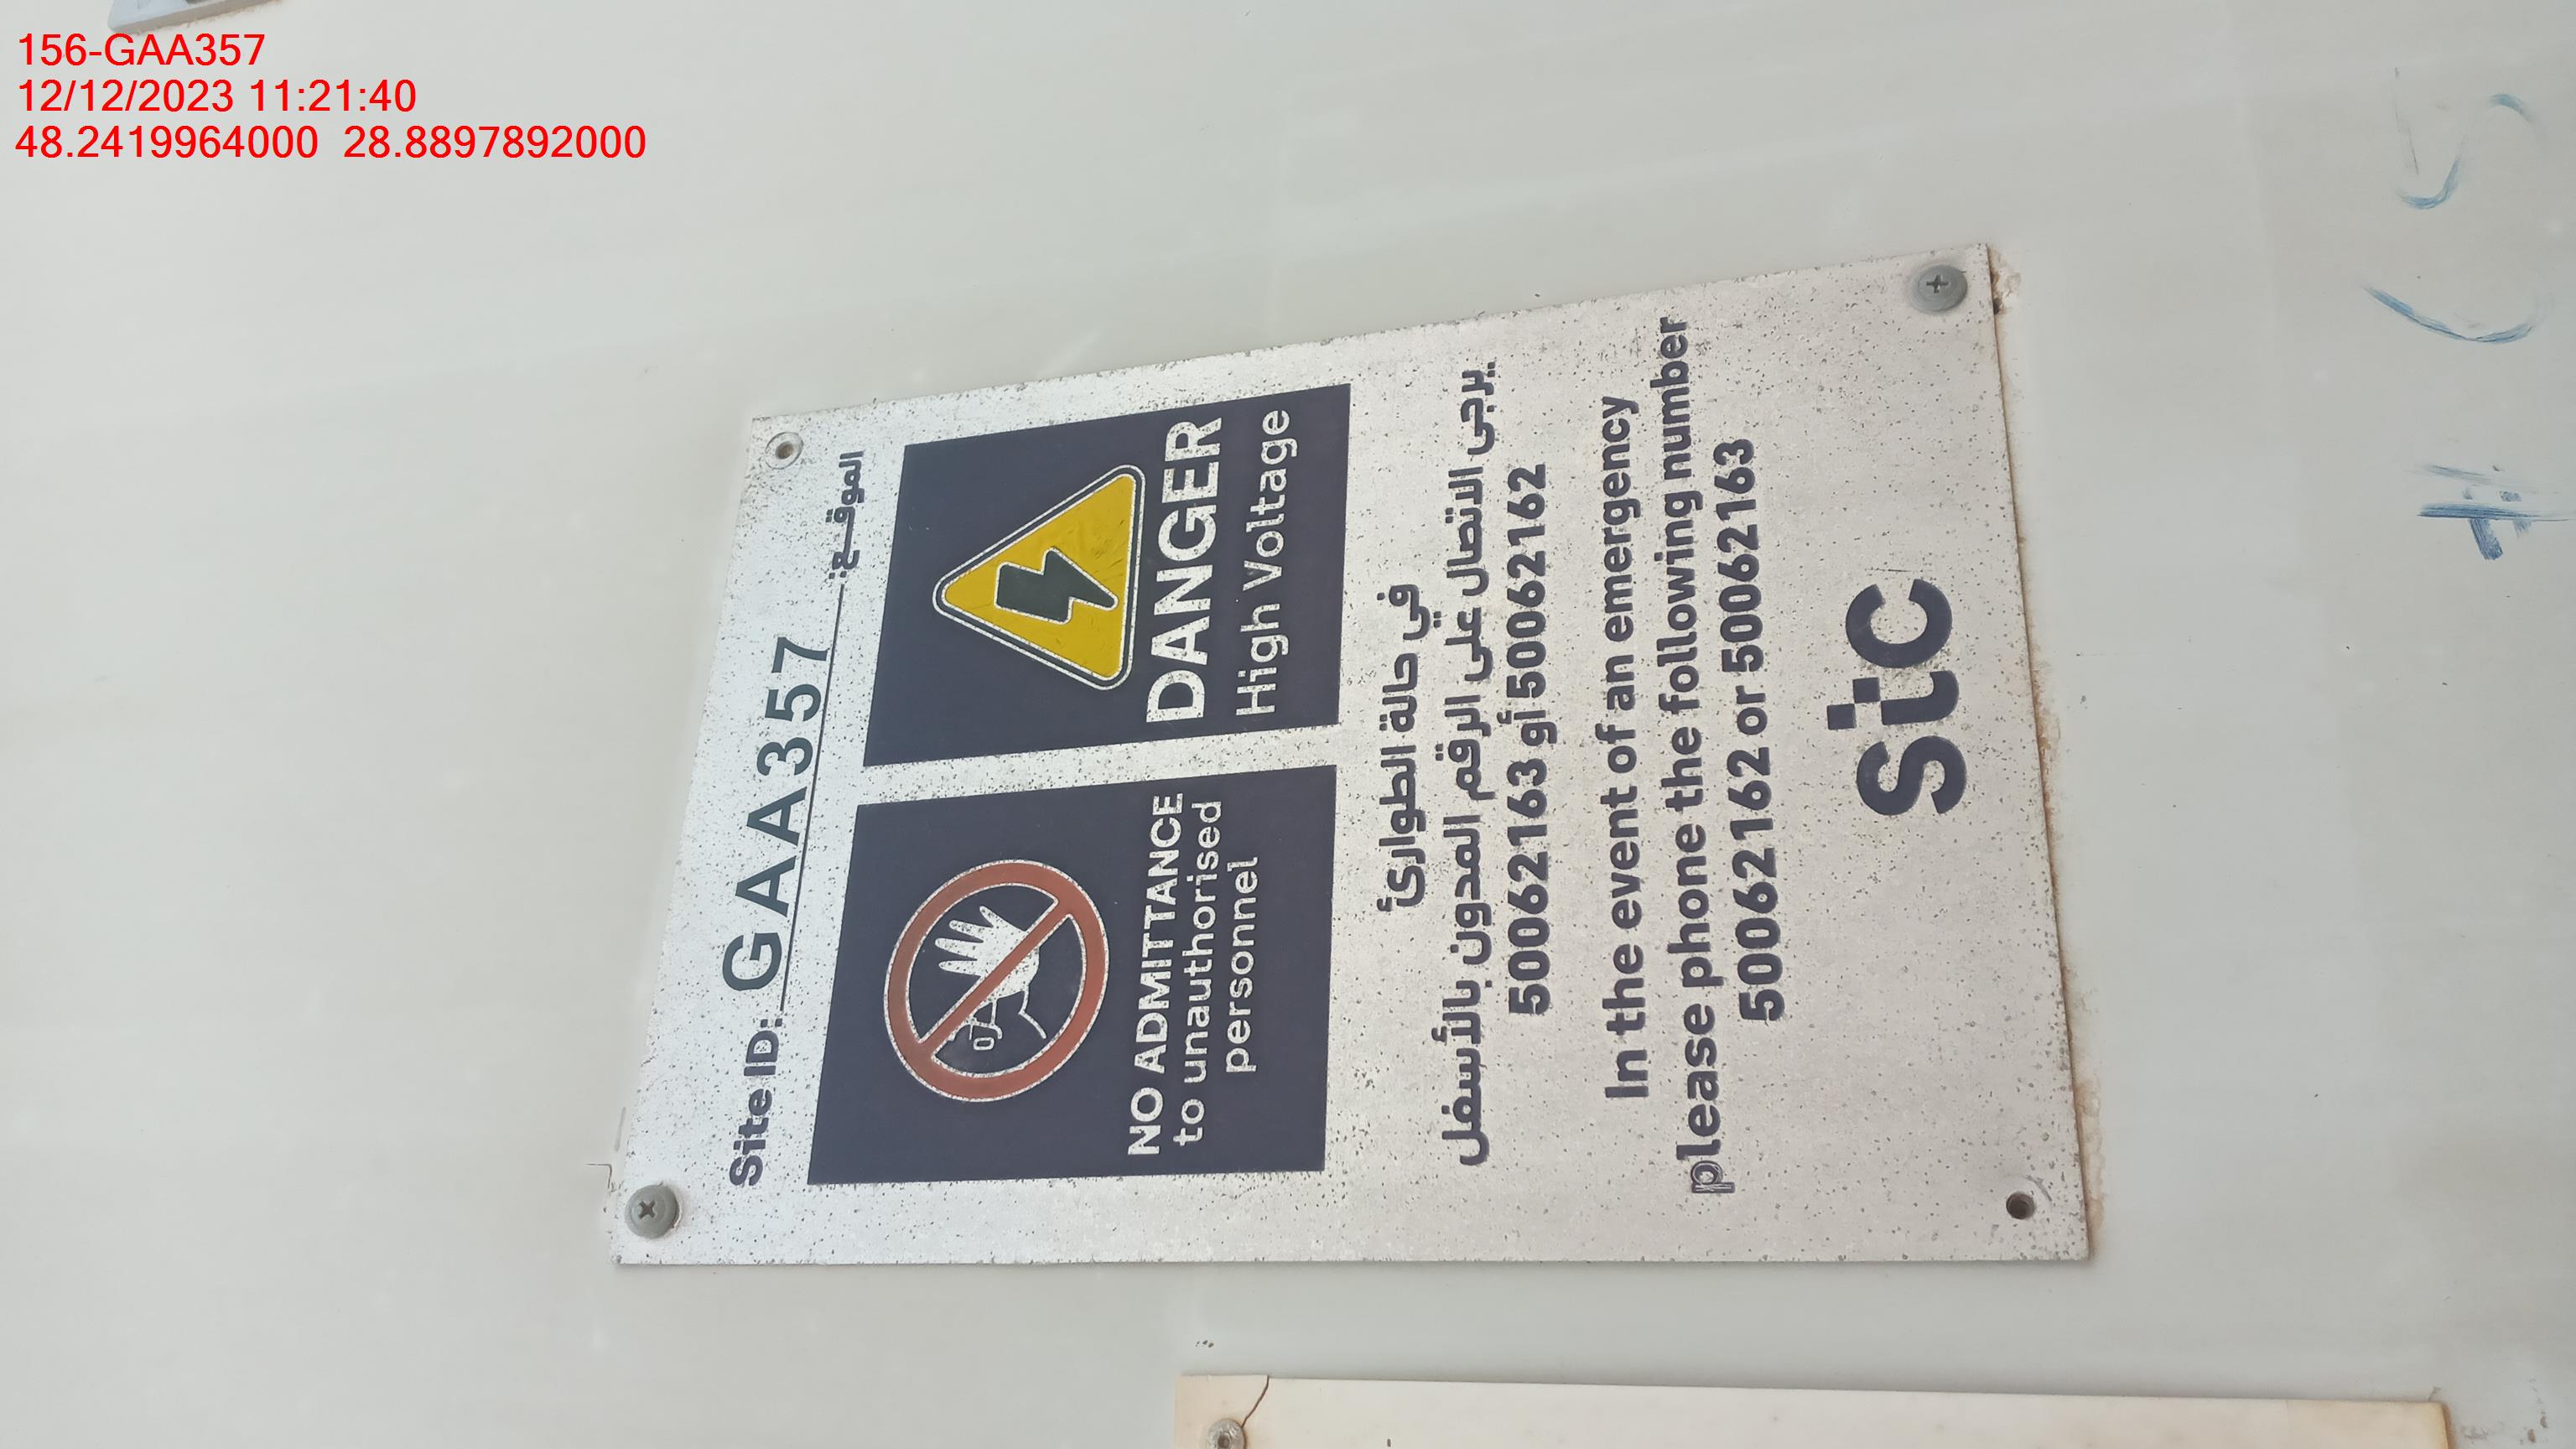 156-GAA357
12/12/2023 11:21:40
48.2419964000 28.8897892000
Site ID: GAA357 الموقع:
NO ADMITTANCE
to unauthorised
personnel
DANGER
High Voltage
في حالة الطوارئ
يرجى الاتصال على الرقم المدون بالأسفل
50062163 أو 50062162
In the event of an emergency
please phone the following number
50062162 or 50062163
stc